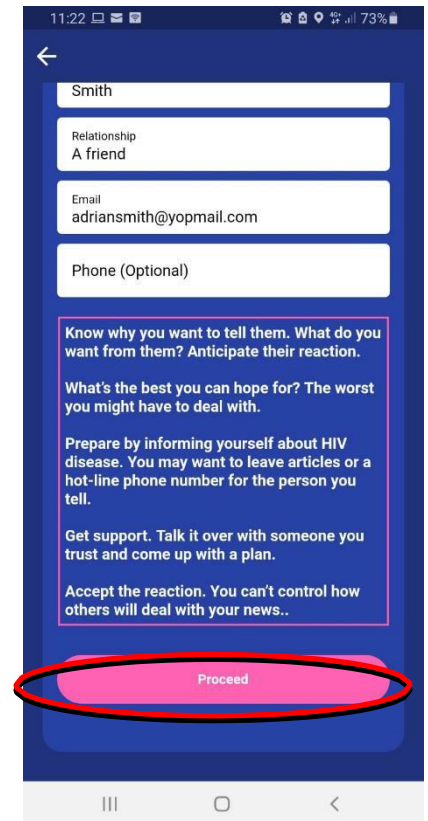 11:22 73%
Smith
Relationship
A friend
Email
adriansmith@yopmail.com
Phone (Optional)
Know why you want to tell them. What do you
want from them? Anticipate their reaction.
What's the best you can hope for? The worst
you might have to deal with.
Prepare by informing yourself about HIV
disease. You may want to leave articles or a
hot-line phone number for the person you
tell.
Get support. Talk it over with someone you
trust and come up with a plan.
Accept the reaction. You can't control how
others will deal with your news..
Proceed